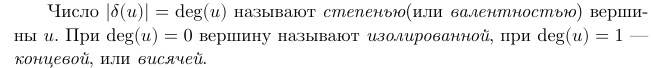 Число |δ(u)| = deg(u) называют степенью(или валентностью) верши-
ны u. При deg(u) = 0 вершину называют изолированной, при deg(u) = 1 —
концевой, или висячей.